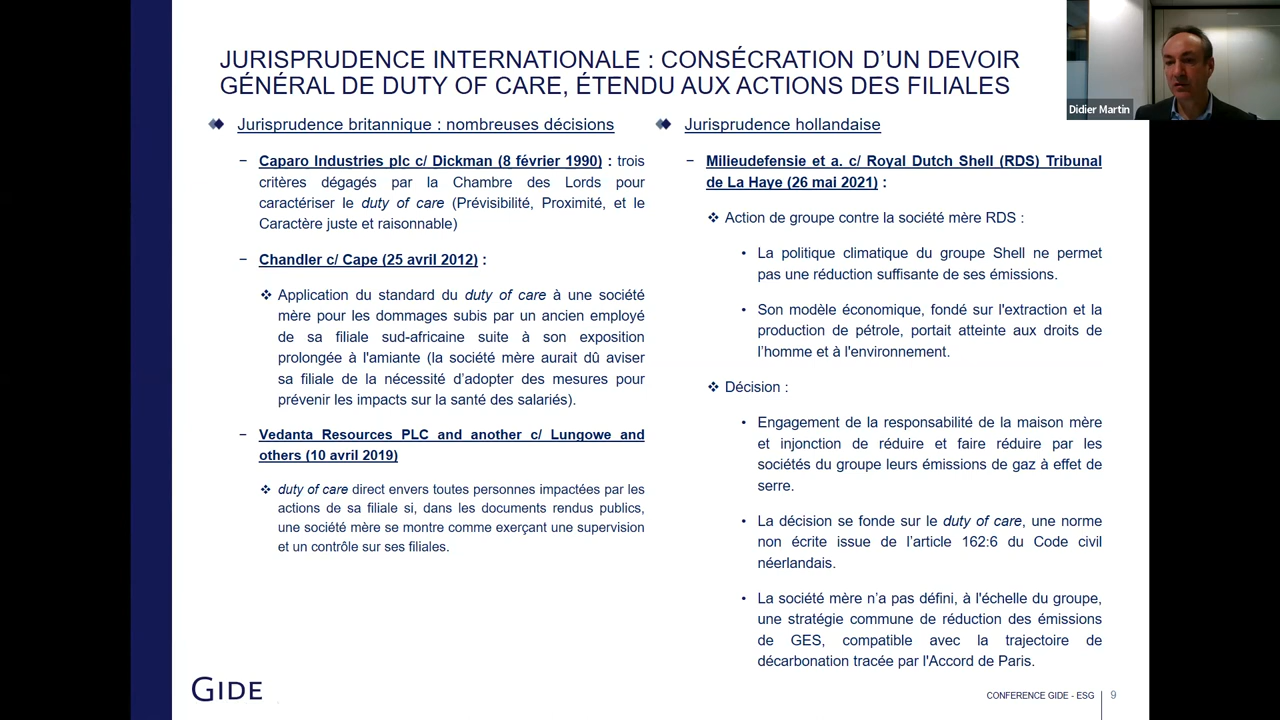 JURISPRUDENCE INTERNATIONALE : CONSÉCRATION D’UN DEVOIR
GÉNÉRAL DE DUTY OF CARE, ÉTENDU AUX ACTIONS DES FILIALES
Jurisprudence britannique : nombreuses décisions
– Caparo Industries plc c/ Dickman (8 février 1990) : trois
critères dégagés par la Chambre des Lords pour
caractériser le duty of care (Prévisibilité, Proximité, et le
Caractère juste et raisonnable)
– Chandler c/ Cape (25 avril 2012) :
❖ Application du standard du duty of care à une société
mère pour les dommages subis par un ancien employé
de sa filiale sud-africaine suite à son exposition
prolongée à l'amiante (la société mère aurait dû aviser
sa filiale de la nécessité d’adopter des mesures pour
prévenir les impacts sur la santé des salariés).
– Vedanta Resources PLC and another c/ Lungowe and
others (10 avril 2019)
❖ duty of care direct envers toutes personnes impactées par les
actions de sa filiale si, dans les documents rendus publics,
une société mère se montre comme exerçant une supervision
et un contrôle sur ses filiales.
Jurisprudence hollandaise
– Milieudefensie et a. c/ Royal Dutch Shell (RDS) Tribunal
de La Haye (26 mai 2021) :
❖ Action de groupe contre la société mère RDS :
• La politique climatique du groupe Shell ne permet
pas une réduction suffisante de ses émissions.
• Son modèle économique, fondé sur l'extraction et la
production de pétrole, portait atteinte aux droits de
l’homme et à l'environnement.
❖ Décision :
• Engagement de la responsabilité de la maison mère
et injonction de réduire et faire réduire par les
sociétés du groupe leurs émissions de gaz à effet de
serre.
• La décision se fonde sur le duty of care, une norme
non écrite issue de l’article 162:6 du Code civil
néerlandais.
• La société mère n’a pas défini, à l'échelle du groupe,
une stratégie commune de réduction des émissions
de GES, compatible avec la trajectoire de
décarbonation tracée par l'Accord de Paris.
GIDE
CONFERENCE GIDE - ESG
9
Didier Martin